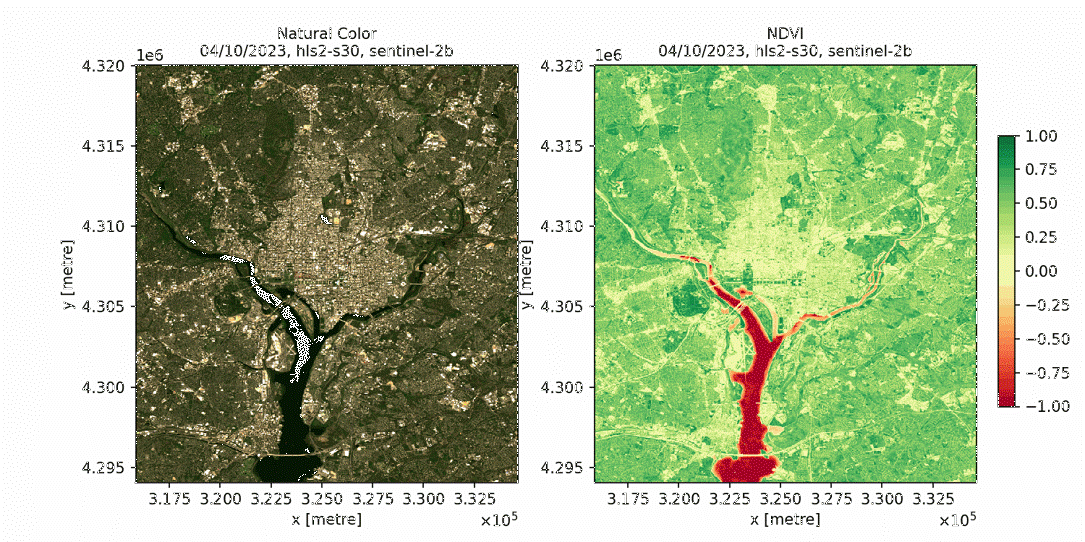 Natural Color
04/10/2023, hls2-s30, sentinel-2b
1e6
4.320
4.315
4.310
4.305
4.300
4.295
y [metre]
3.175 3.200 3.225 3.250 3.275 3.300 3.325
x [metre]
×10⁵
NDVI
04/10/2023, hls2-s30, sentinel-2b
1e6
4.320
4.315
4.310
4.305
4.300
4.295
y [metre]
3.175 3.200 3.225 3.250 3.275 3.300 3.325
x [metre]
×10⁵
1.00
0.75
0.50
0.25
0.00
−0.25
−0.50
−0.75
−1.00